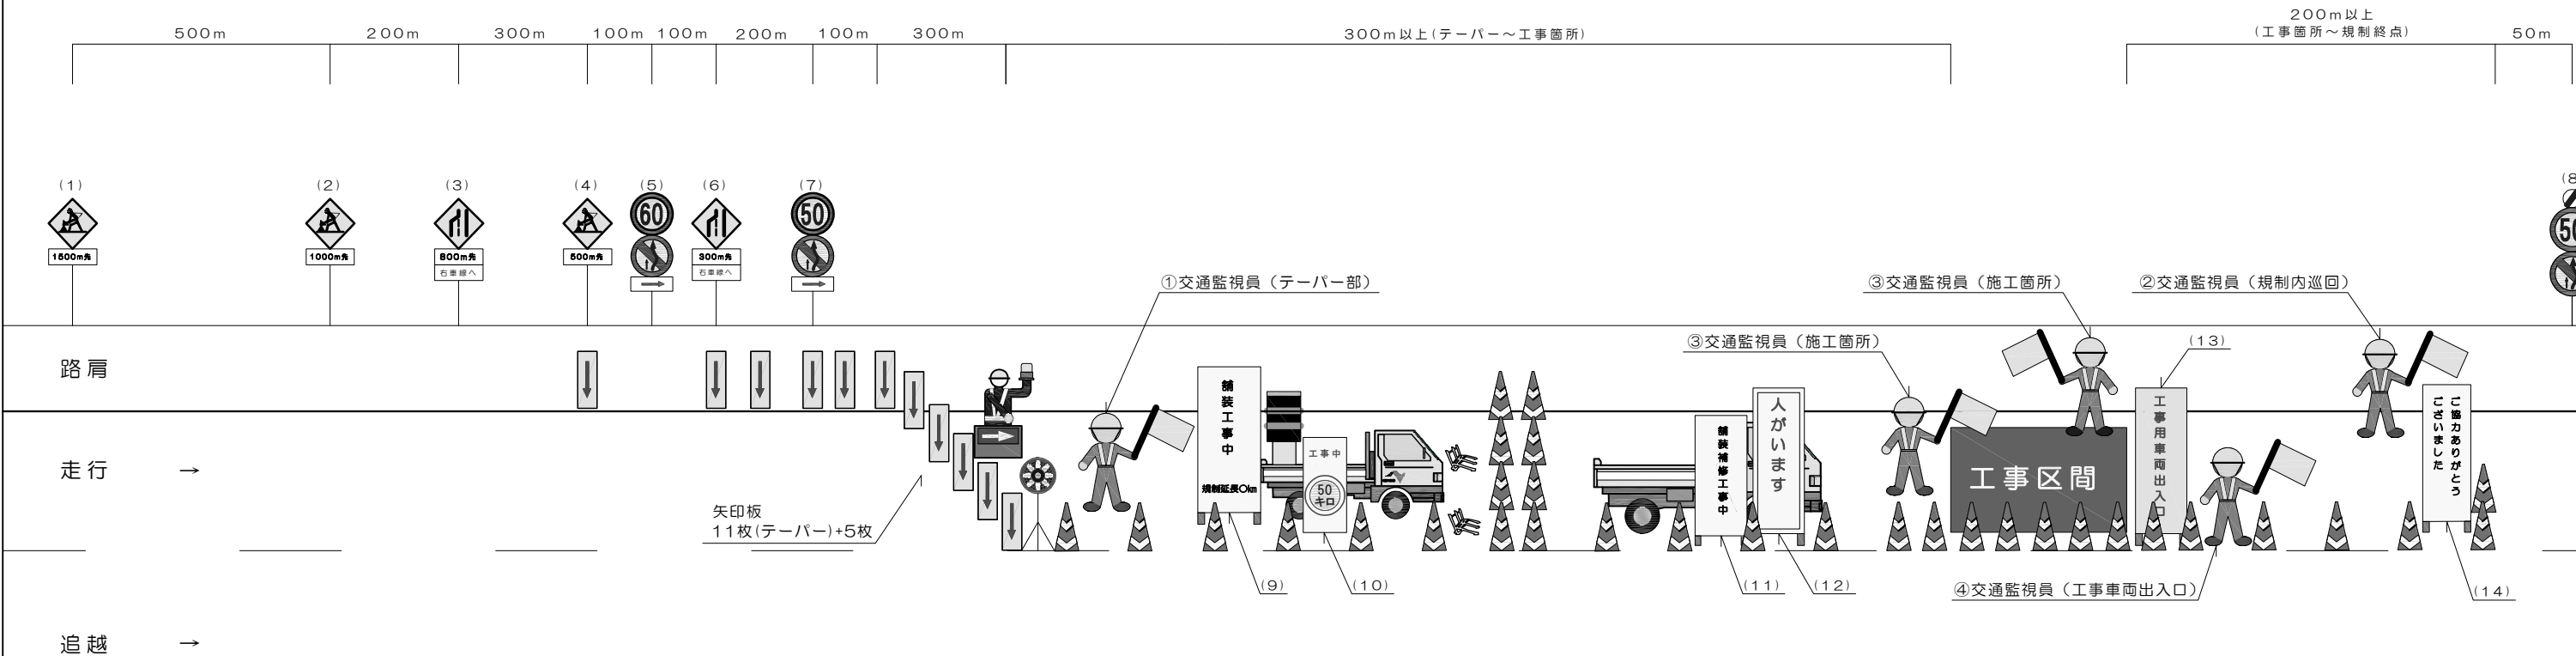 500m
200m
300m
100m
100m
200m
100m
300m
300m以上(テーパー～工事箇所)
200m以上
(工事箇所～規制終点)
50m
(1)
(2)
(3)
(4)
(5)
(6)
(7)
(8
60
50
50
1500m先
1000m先
800m先
右車線へ
500m先
300m先
右車線へ
①交通監視員（テーパー部）
③交通監視員（施工箇所）
②交通監視員（規制内巡回）
③交通監視員（施工箇所）
(13)
路肩
走行 →
追越 →
矢印板
11枚(テーパー)+5枚
舗装工事中
規制延長〇km
工事中
50
キロ
舗装補修工事中
人がいます
工事区間
工事用車両出入口
ご協力ありがとう
ございました
(9)
(10)
(11)
(12)
④交通監視員（工事車両出入口）
(14)